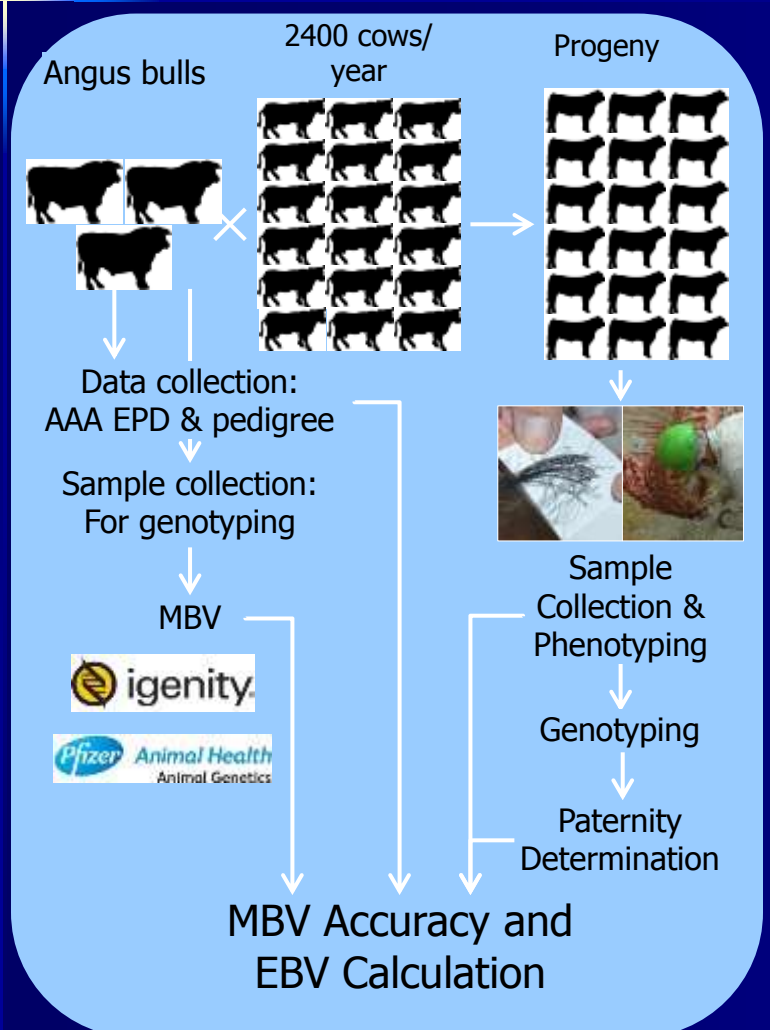 Angus bulls
2400 cows/
year
Progeny
Data collection:
AAA EPD & pedigree
Sample collection:
For genotyping
MBV
igenity.
Pfizer Animal Health
Animal Genetics
Sample
Collection &
Phenotyping
Genotyping
Paternity
Determination
MBV Accuracy and
EBV Calculation